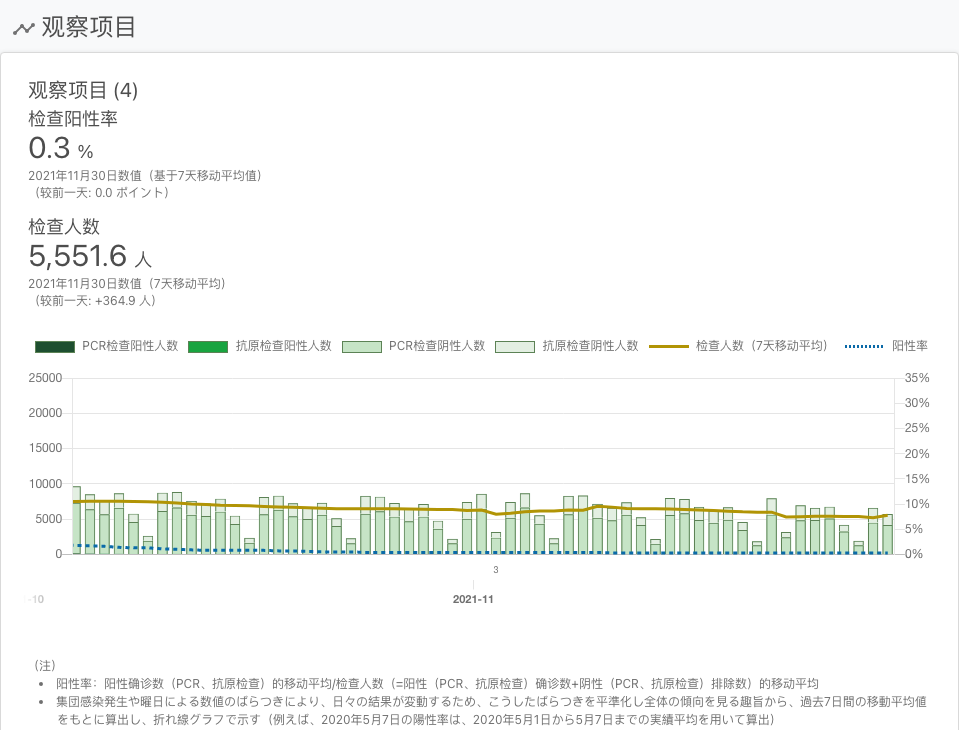 观察项目
观察项目 (4)
检查阳性率
0.3 %
2021年11月30日数值（基于7天移动平均值）
（较前一天: 0.0 ポイント）
检查人数
5,551.6 人
2021年11月30日数值（7天移动平均）
（较前一天: +364.9 人）
PCR检查阳性人数 抗原检查阳性人数 PCR检查阴性人数 抗原检查阴性人数 检查人数（7天移动平均） 阳性率
25000 35%
20000 30%
25%
15000 20%
15%
10000 10%
5000 5%
0 0%
3
-10 2021-11
（注）
• 阳性率：阳性确诊数（PCR、抗原检查）的移动平均/检查人数（=阳性（PCR、抗原检查）确诊数+阴性（PCR、抗原检查）排除数）的移动平均
• 集団感染発生や曜日による数値のばらつきにより、日々の結果が変動するため、こうしたばらつきを平準化し全体の傾向を見る趣旨から、過去7日間の移動平均値
をもとに算出し、折れ線グラフで示す（例えば、2020年5月7日の陽性率は、2020年5月1日から5月7日までの実績平均を用いて算出）